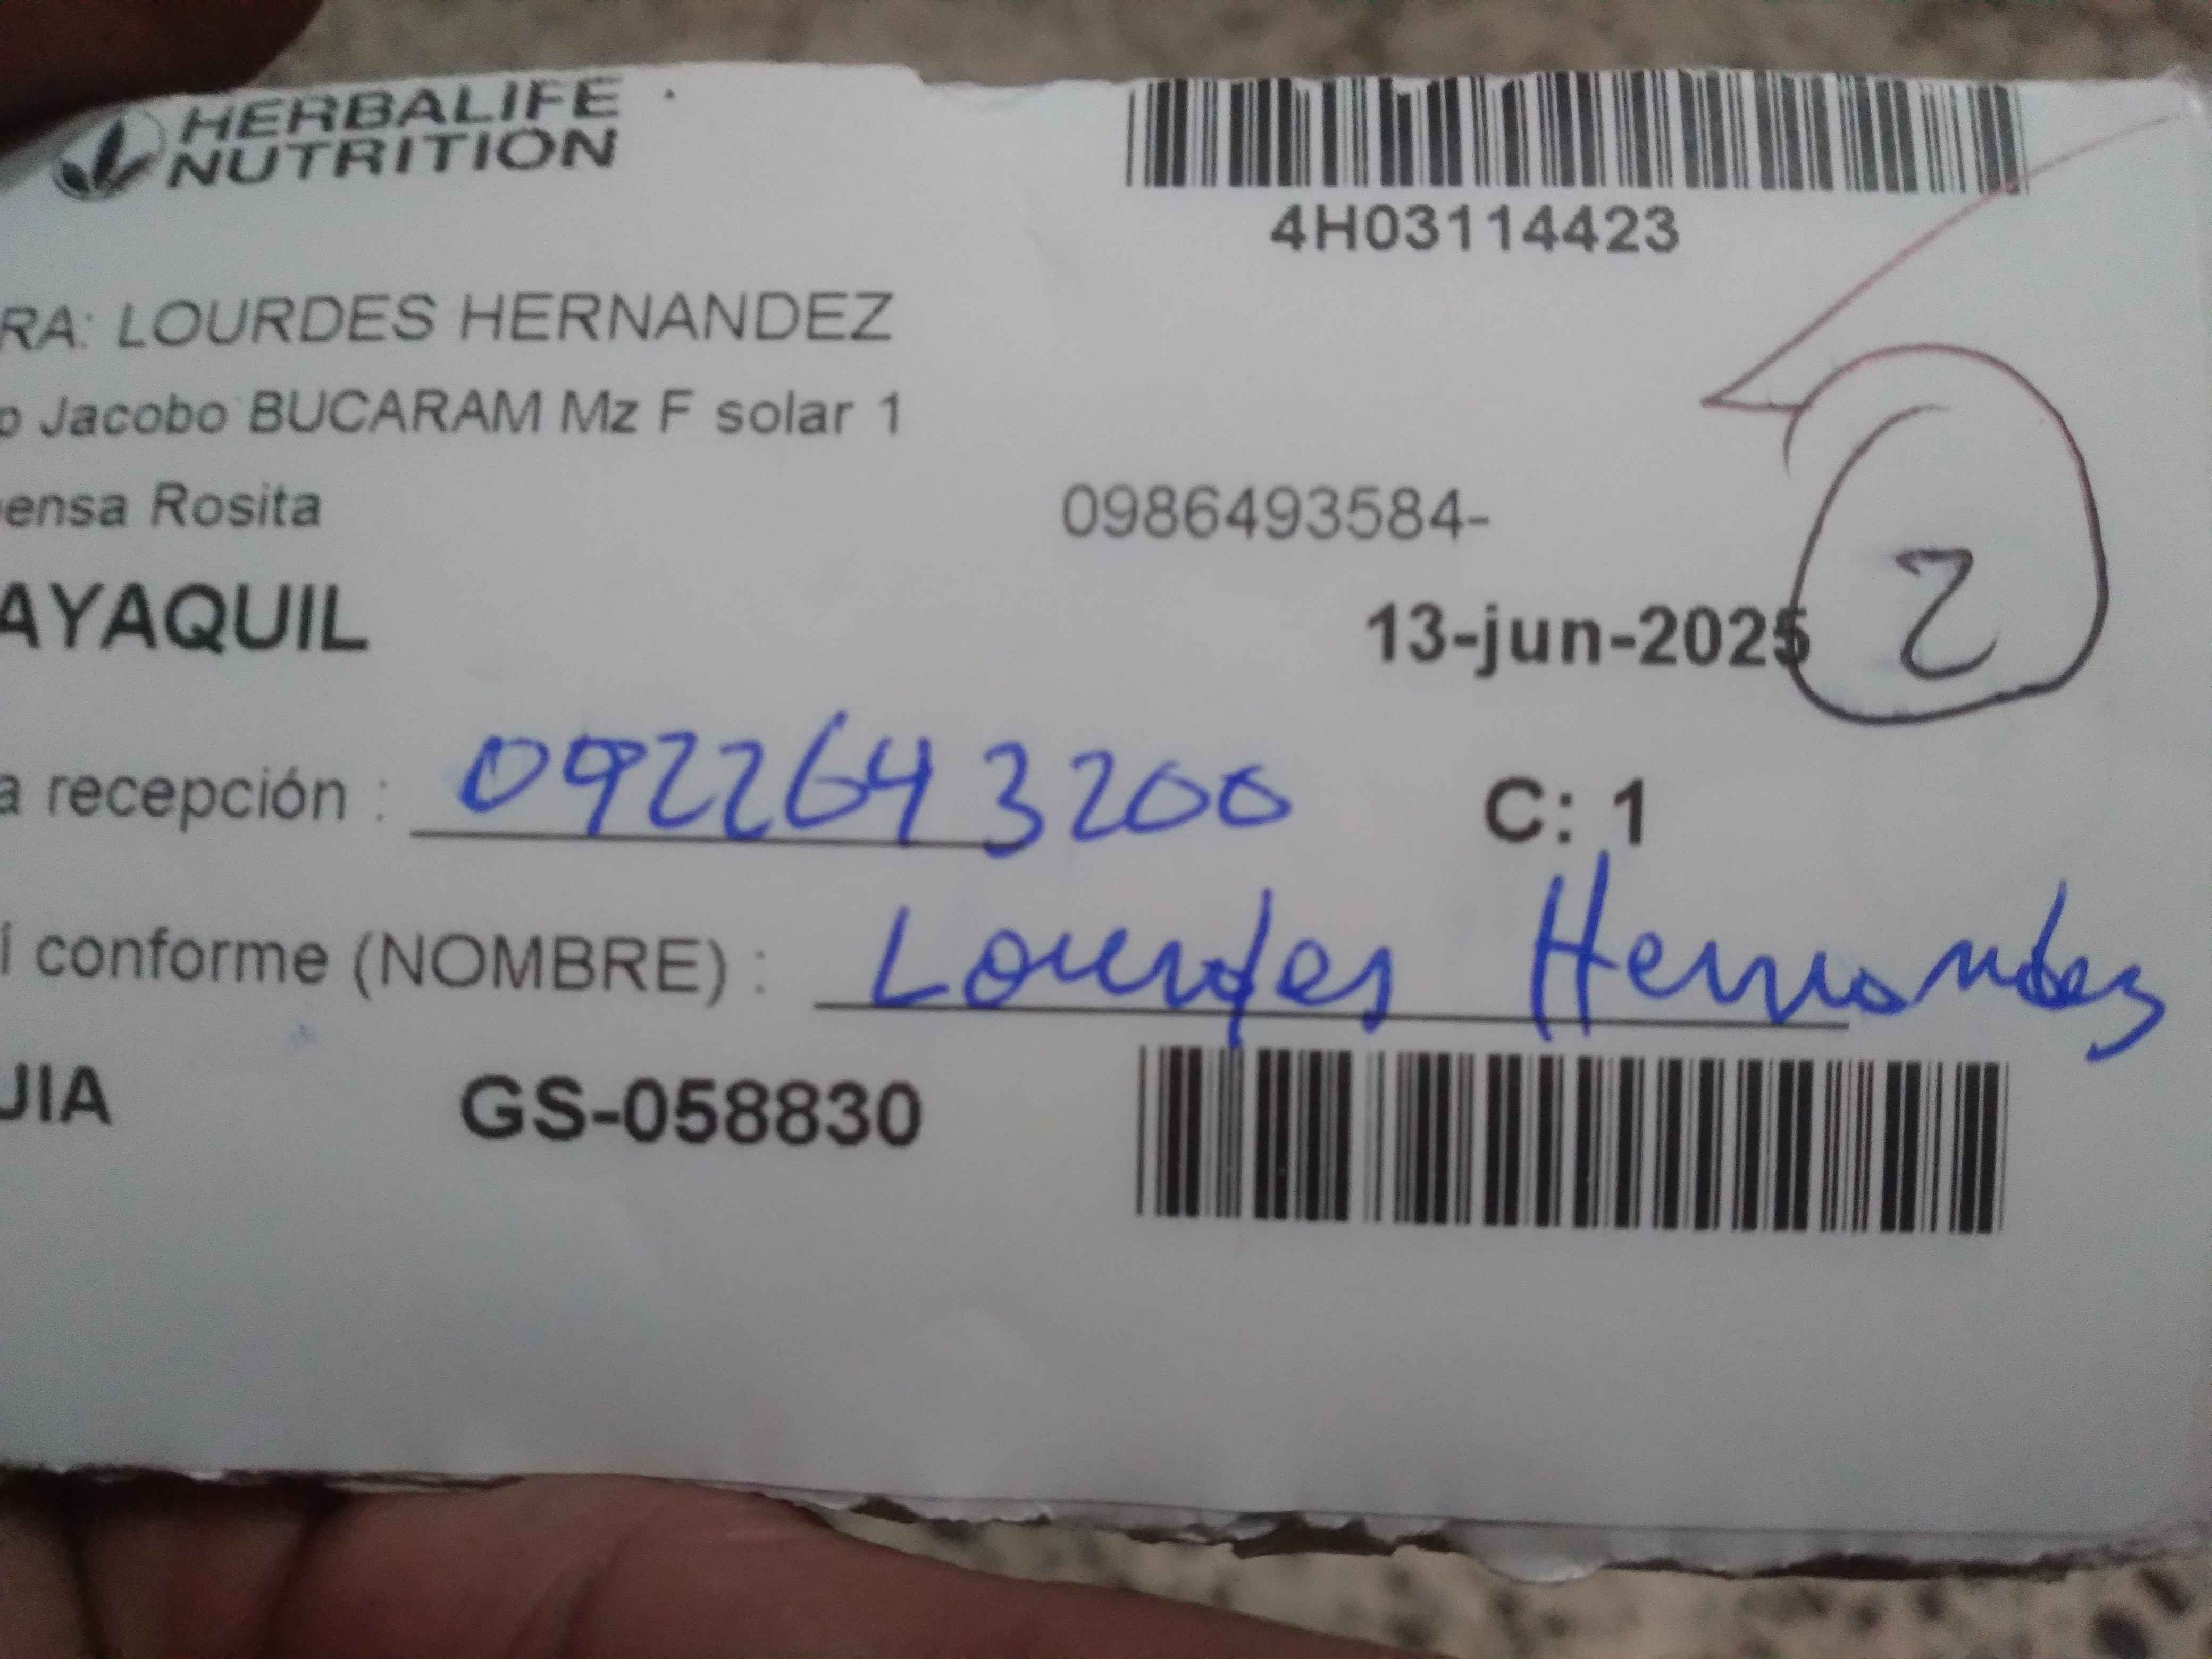 HERBALIFE
NUTRITION
4H03114423
RA: LOURDES HERNANDEZ
o Jacobo BUCARAM Mz F solar 1
ensa Rosita 0986493584-
AYAQUIL 13-jun-2025 2
a recepción : 0922643200 C: 1
í conforme (NOMBRE) : Lourdes Hernandez
JIA GS-058830